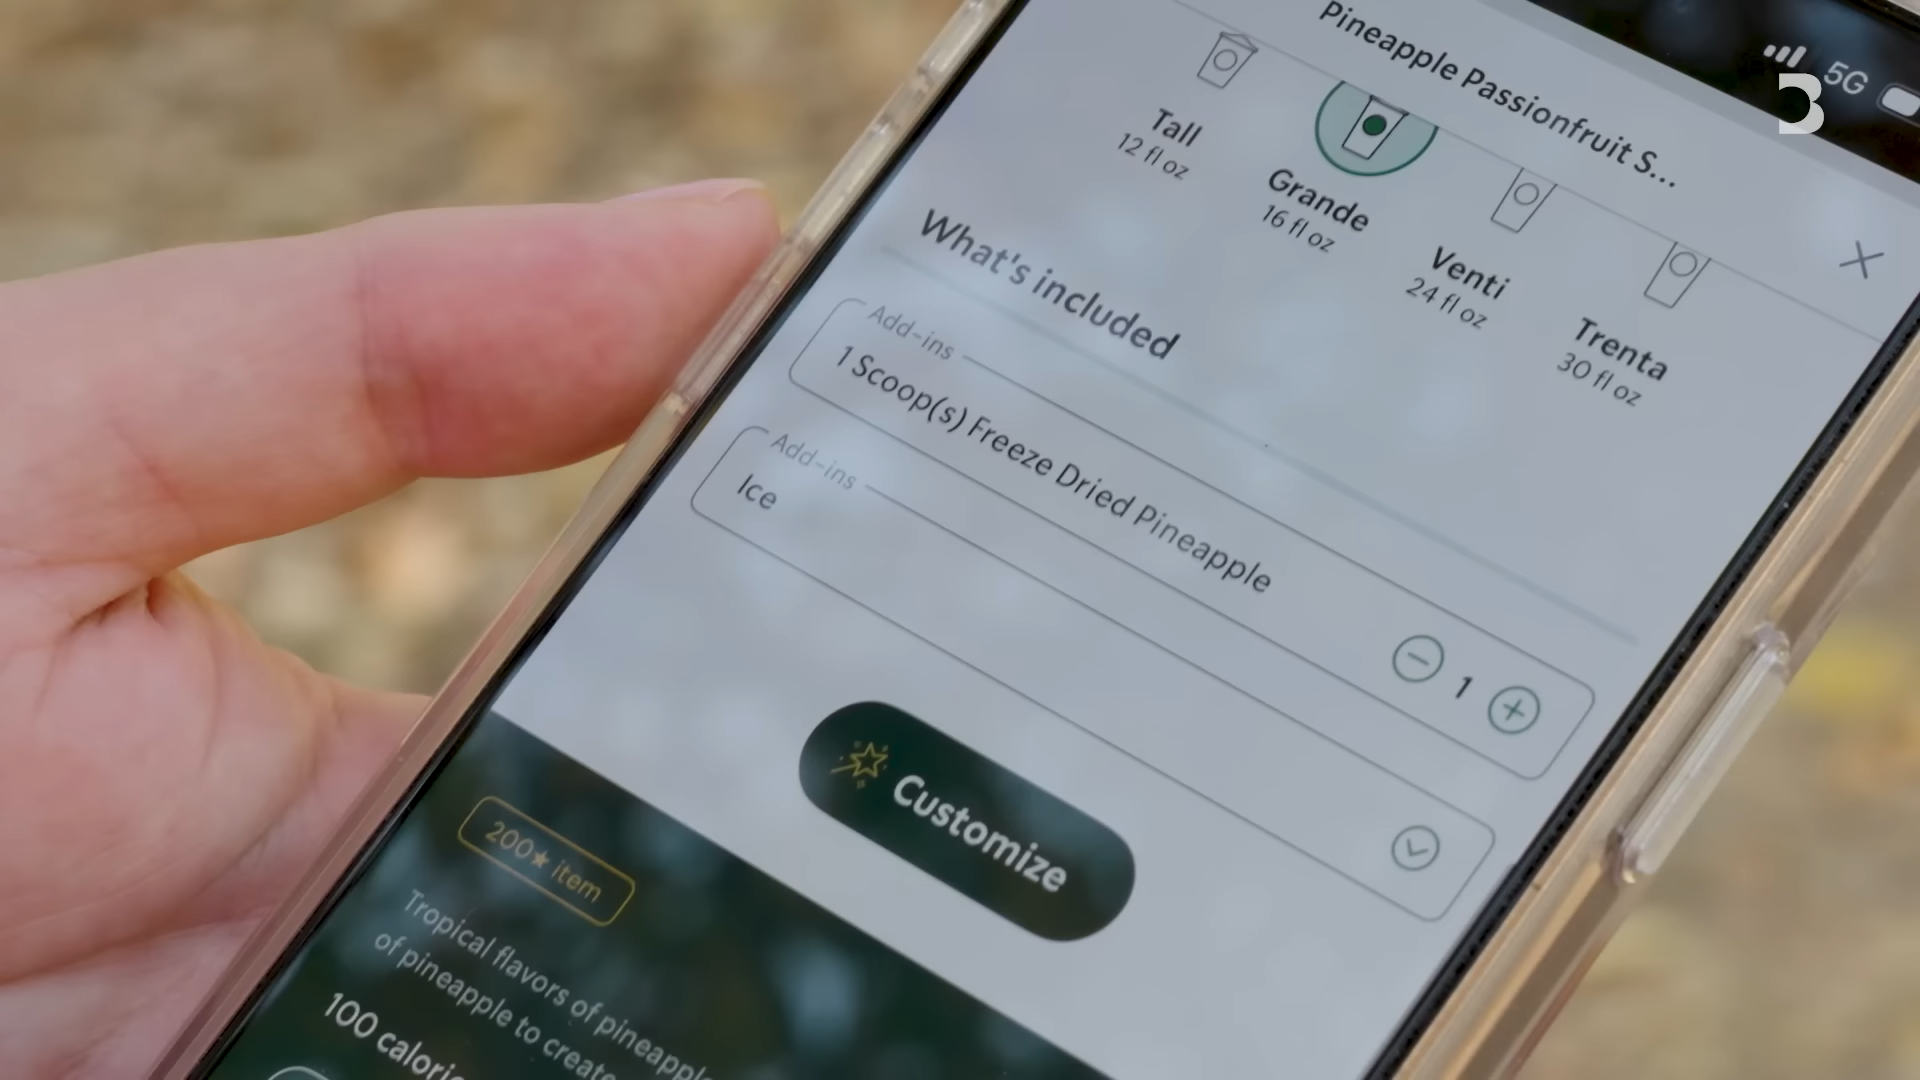 5G
3
Pineapple Passionfruit S...
Tall
12 fl oz
Grande
16 fl oz
Venti
24 fl oz
Trenta
30 fl oz
What's included
Add-ins
1 Scoop(s) Freeze Dried Pineapple
1
Add-ins
Ice
Customize
200★ item
Tropical flavors of pineapple
of pineapple to create
100 calorie